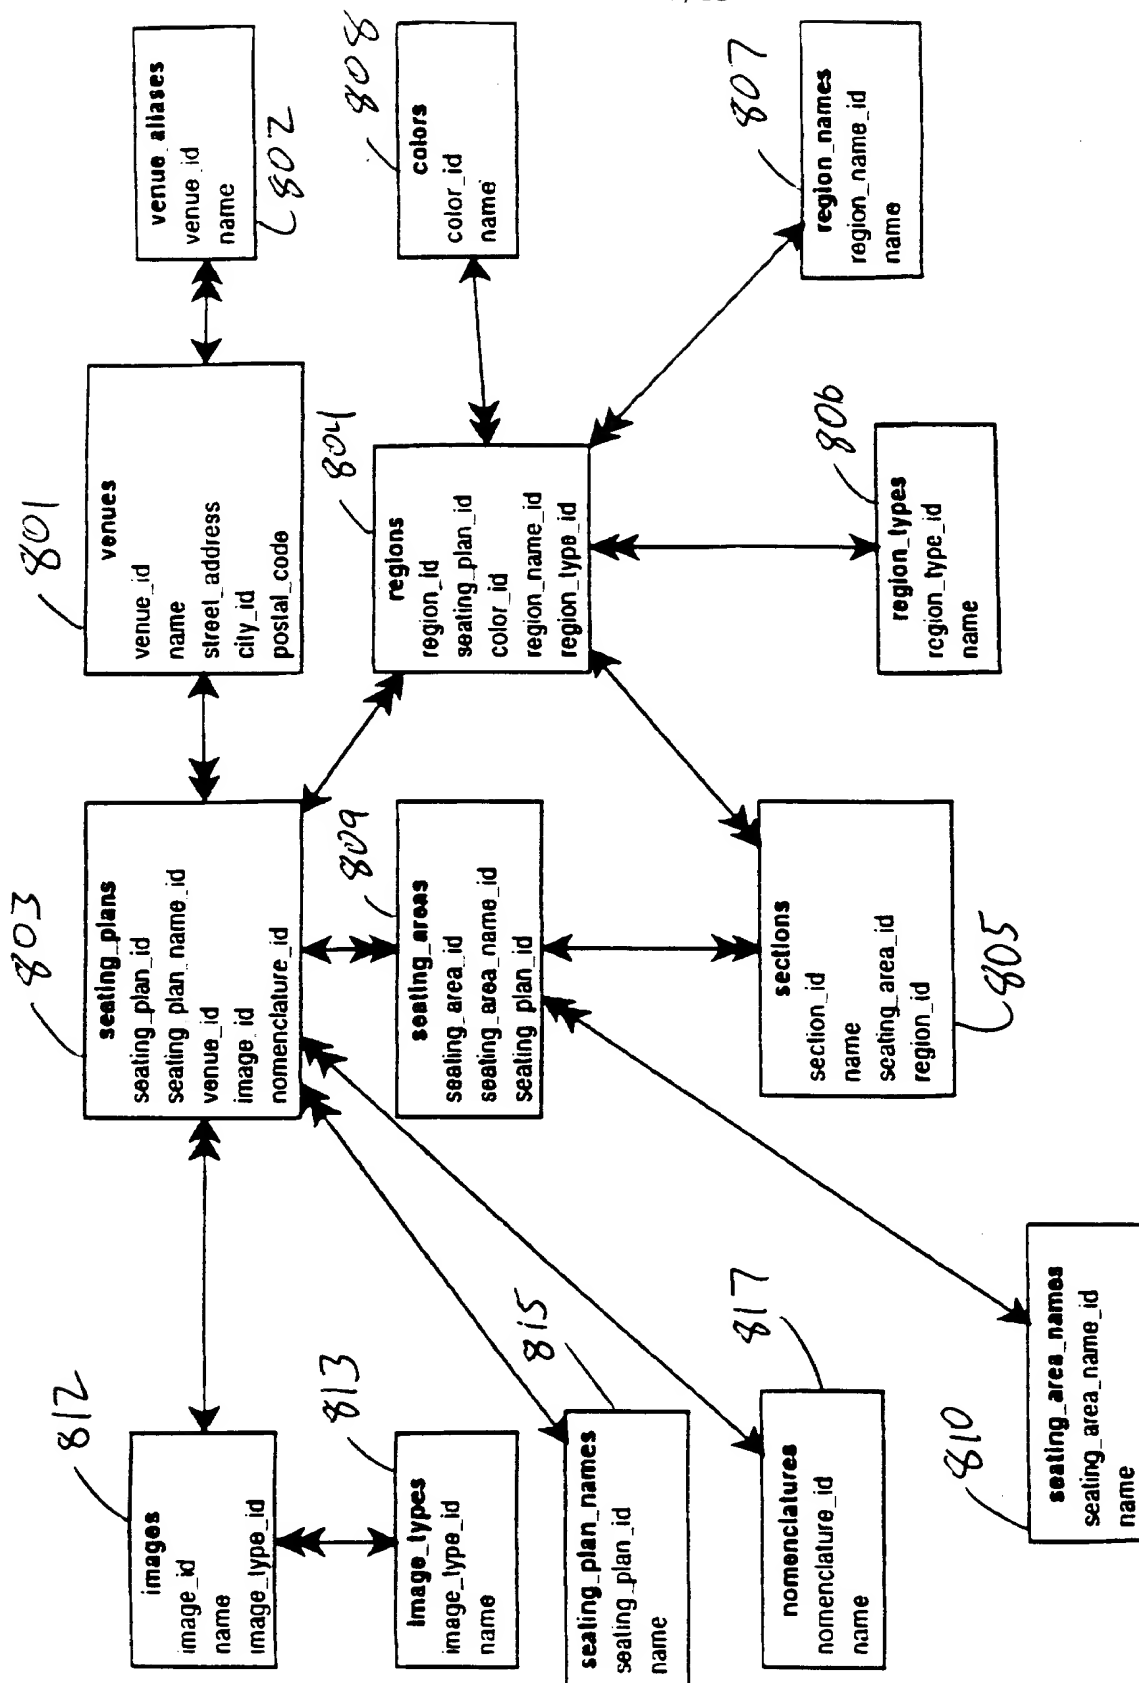 812
images
image_id
name
image_type_id
813
image_types
image_type_id
name
815
seating_plan_names
seating_plan_id
name
817
nomenclatures
nomenclature_id
name
810
seating_area_names
seating_area_name_id
name
803
seating_plans
seating_plan_id
seating_plan_name_id
venue_id
image_id
nomenclature_id
809
seating_areas
seating_area_id
seating_area_name_id
seating_plan_id
sections
section_id
name
seating_area_id
region_id
805
801
venues
venue_id
name
street_address
city_id
postal_code
804
regions
region_id
seating_plan_id
color_id
region_name_id
region_type_id
806
region_types
region_type_id
name
venue_aliases
venue_id
name
802
808
colors
color_id
name
807
region_names
region_name_id
name